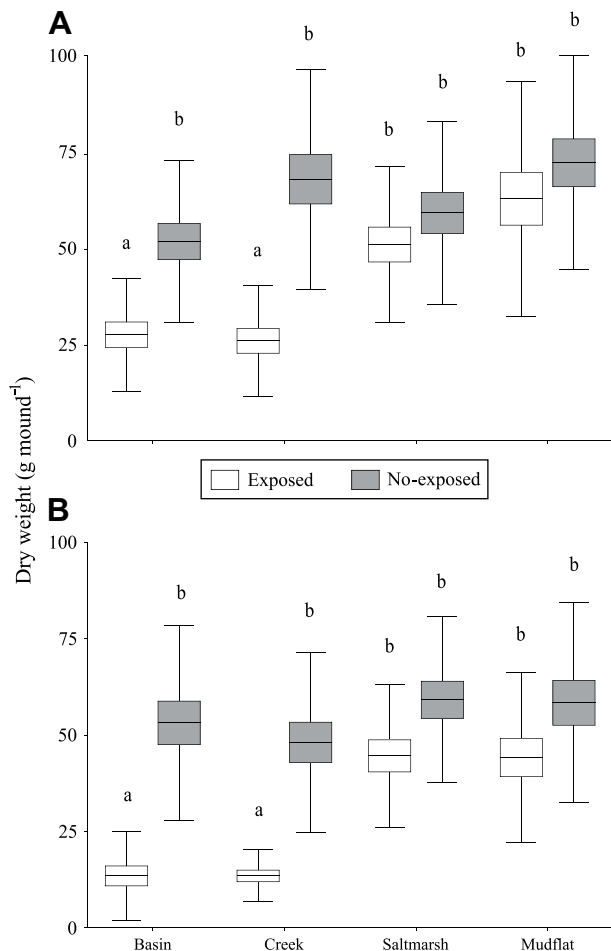 A
100
75
50
25
0
b
a
b
a
b
b
b
b
Dry weight (g mound⁻¹)
Exposed No-exposed
B
100
75
50
25
0
b
a
b
a
b
b
b
b
Basin Creek Saltmarsh Mudflat